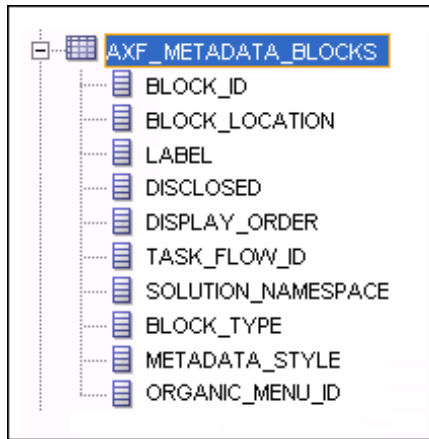 AXF_METADATA_BLOCKS
BLOCK_ID
BLOCK_LOCATION
LABEL
DISCLOSED
DISPLAY_ORDER
TASK_FLOW_ID
SOLUTION_NAMESPACE
BLOCK_TYPE
METADATA_STYLE
ORGANIC_MENU_ID